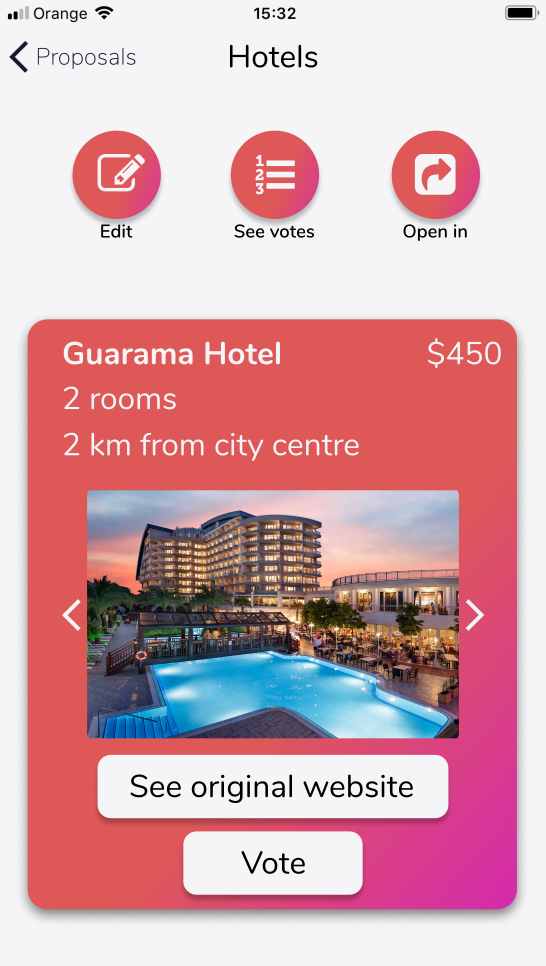 Orange 15:32
Proposals Hotels
Edit See votes Open in
Guarama Hotel $450
2 rooms
2 km from city centre
See original website
Vote